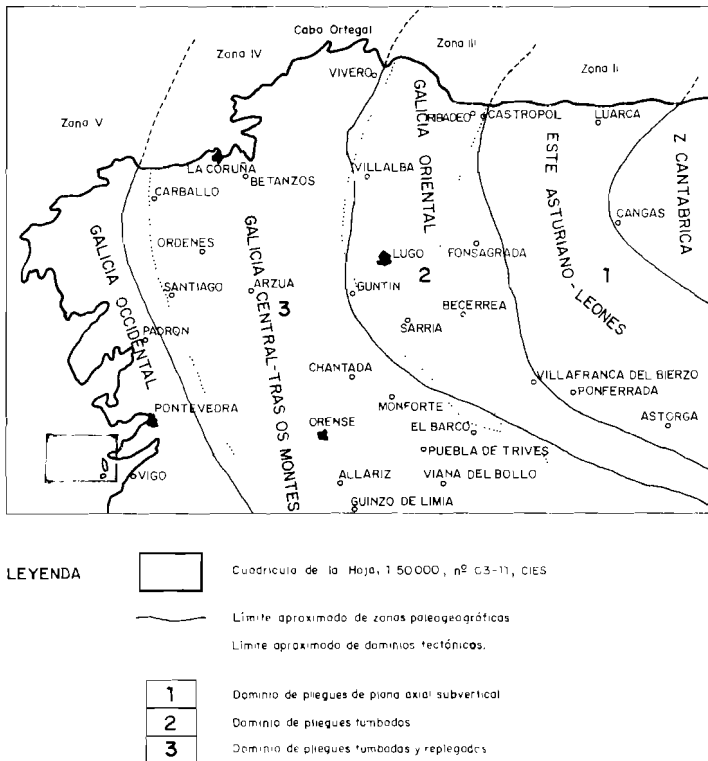 Cabo Ortegal
Zona IV
Zona III
Zona II
Zona V
VIVERO
RIBADEO
CASTROPOL
LUARCA
LA CORUÑA
BETANZOS
VILLALBA
CARBALLO
GALICIA ORIENTAL
ESTE ASTURIANO-LEONES
Z CANTABRICA
CANGAS
ORDENES
LUGO
FONSAGRADA
GALICIA OCCIDENTAL
GALICIA CENTRAL-TRAS OS MONTES
SANTIAGO
ARZUA
3
GUNTIN
2
1
BECERREA
SARRIA
PADRON
CHANTADA
VILLAFRANCA DEL BIERZO
PONFERRADA
MONFORTE
PONTEVEDRA
ORENSE
EL BARCO
ASTORGA
PUEBLA DE TRIVES
VIGO
ALLARIZ
VIANA DEL BOLLO
GUINZO DE LIMIA
LEYENDA
Cuadricula de la Hoja, 1 50000, nº 03-11, CIES
Límite aproximado de zonas paleogeográficas
Límite aproximado de dominios tectónicos.
1 Dominio de pliegues de plana axial subvertical
2 Dominio de pliegues tumbados
3 Dominio de pliegues tumbadas y replegados